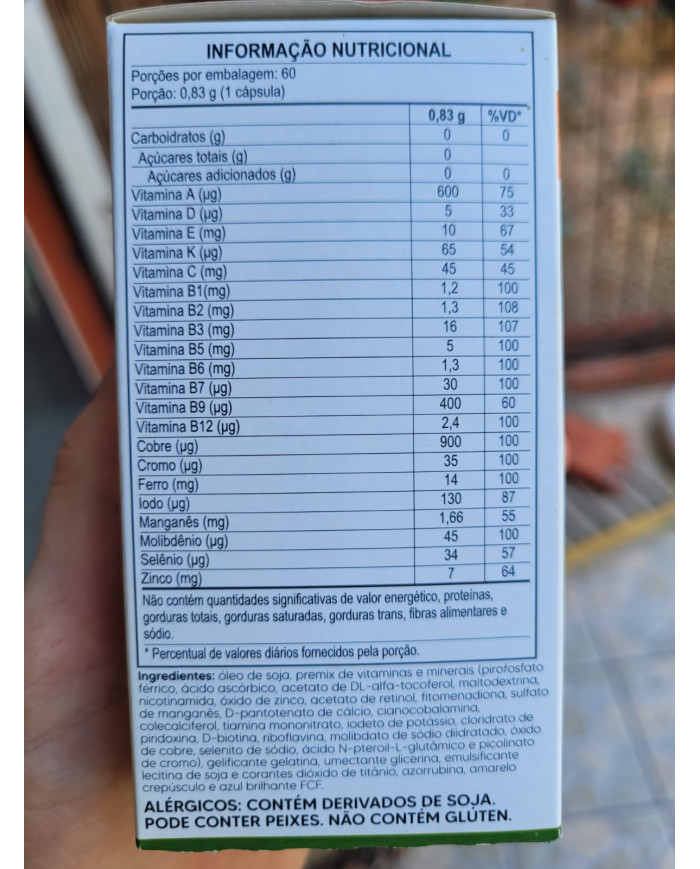 INFORMAÇÃO NUTRICIONAL
Porções por embalagem: 60
Porção: 0,83 g (1 cápsula)
0,83 g %VD*
Carboidratos (g) 0 0
Açúcares totais (g) 0
Açúcares adicionados (g) 0 0
Vitamina A (µg) 600 75
Vitamina D (µg) 5 33
Vitamina E (mg) 10 67
Vitamina K (µg) 65 54
Vitamina C (mg) 45 45
Vitamina B1(mg) 1,2 100
Vitamina B2 (mg) 1,3 108
Vitamina B3 (mg) 16 107
Vitamina B5 (mg) 5 100
Vitamina B6 (mg) 1,3 100
Vitamina B7 (µg) 30 100
Vitamina B9 (µg) 400 60
Vitamina B12 (µg) 2,4 100
Cobre (µg) 900 100
Cromo (µg) 35 100
Ferro (mg) 14 100
Iodo (µg) 130 87
Manganês (mg) 1,66 55
Molibdênio (µg) 45 100
Selênio (µg) 34 57
Zinco (mg) 7 64
Não contém quantidades significativas de valor energético, proteínas,
gorduras totais, gorduras saturadas, gorduras trans, fibras alimentares e
sódio.
* Percentual de valores diários fornecidos pela porção.
Ingredientes: óleo de soja, premix de vitaminas e minerais (pirofosfato
férrico, ácido ascórbico, acetato de DL-alfa-tocoferol, maltodextrina,
nicotinamida, óxido de zinco, acetato de retinol, fitomenadiona, sulfato
de manganês, D-pantotenato de cálcio, cianocobalamina,
colecalciferol, tiamina mononitrato, iodeto de potássio, cloridrato de
piridoxina, D-biotina, riboflavina, molibdato de sódio diidratado, óxido
de cobre, selenito de sódio, ácido N-pteroil-L-glutâmico e picolinato
de cromo), gelificante gelatina, umectante glicerina, emulsificante
lecitina de soja e corantes dióxido de titânio, azorrubina, amarelo
crepúsculo e azul brilhante FCF.
ALÉRGICOS: CONTÉM DERIVADOS DE SOJA.
PODE CONTER PEIXES. NÃO CONTÉM GLÚTEN.